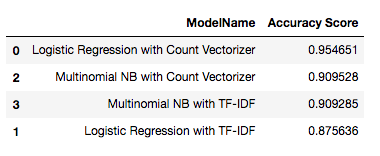 ModelName Accuracy Score
0 Logistic Regression with Count Vectorizer 0.954651
2 Multinomial NB with Count Vectorizer 0.909528
3 Multinomial NB with TF-IDF 0.909285
1 Logistic Regression with TF-IDF 0.875636